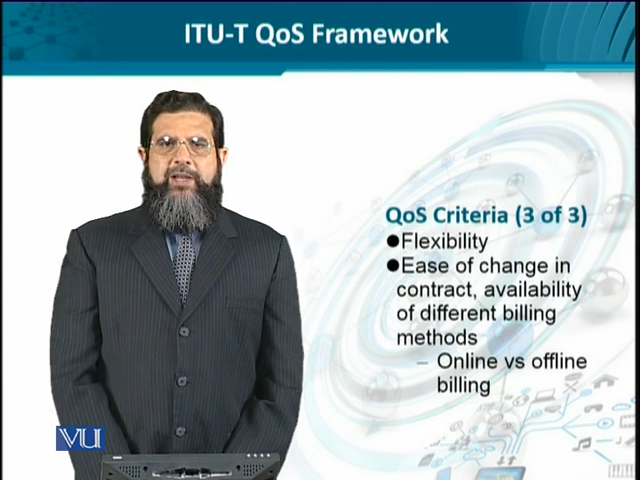 ITU-T QoS Framework
QoS Criteria (3 of 3)
●Flexibility
●Ease of change in
contract, availability
of different billing
methods
– Online vs offline
billing
VU